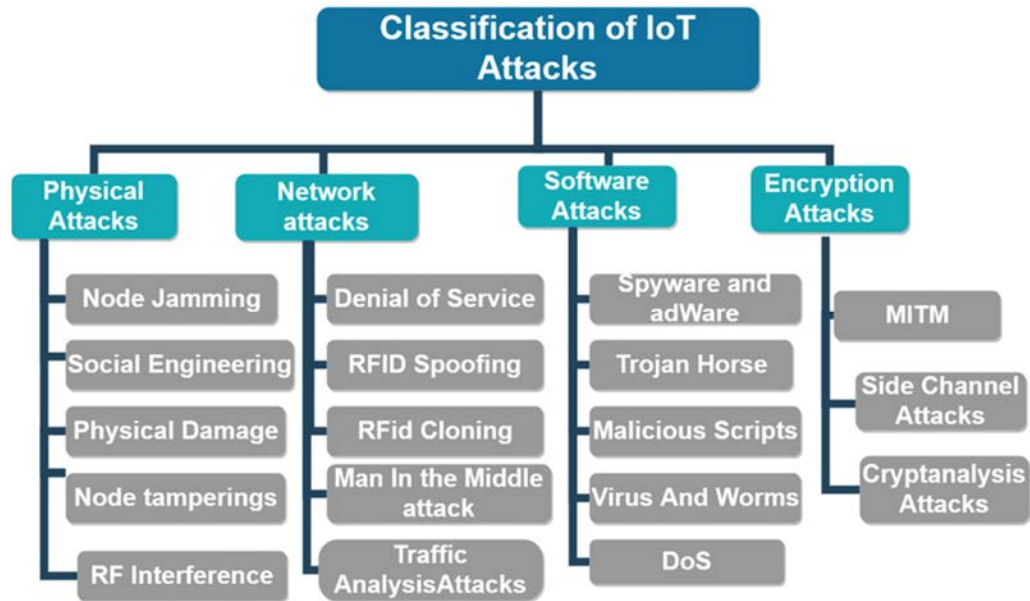 Classification of IoT
Attacks
Physical
Attacks
Node Jamming
Social Engineering
Physical Damage
Node tamperings
RF Interference
Network
attacks
Denial of Service
RFID Spoofing
RFid Cloning
Man In the Middle
attack
Traffic
AnalysisAttacks
Software
Attacks
Spyware and
adWare
Trojan Horse
Malicious Scripts
Virus And Worms
DoS
Encryption
Attacks
MITM
Side Channel
Attacks
Cryptanalysis
Attacks